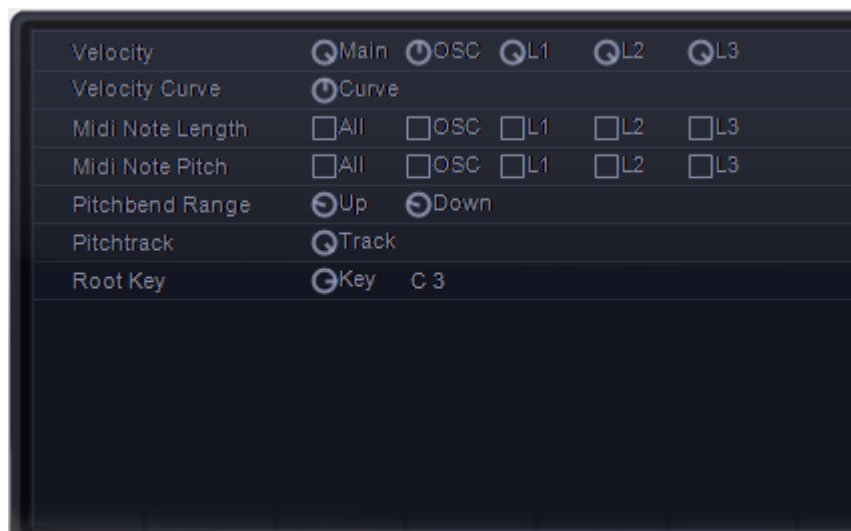 Velocity Main OSC L1 L2 L3
Velocity Curve Curve
Midi Note Length All OSC L1 L2 L3
Midi Note Pitch All OSC L1 L2 L3
Pitchbend Range Up Down
Pitchtrack Track
Root Key Key C 3